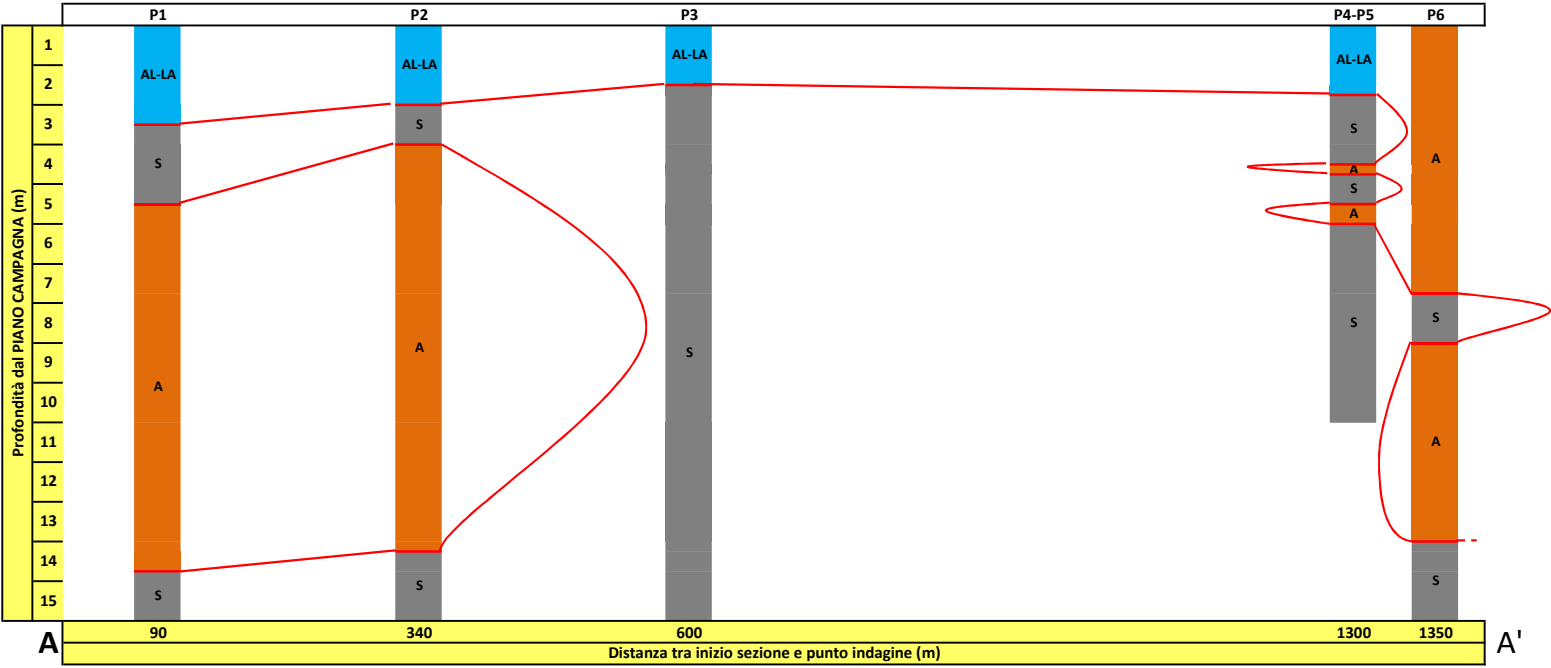 P1 P2 P3 P4-P5 P6
Profondità dal PIANO CAMPAGNA (m)
1
2
3
4
5
6
7
8
9
10
11
12
13
14
15
AL-LA
S
A
S
AL-LA
S
A
S
AL-LA
S
AL-LA
S
A
S
A
S
A
S
A
S
A
90 340 600 1300 1350
A'
Distanza tra inizio sezione e punto indagine (m)